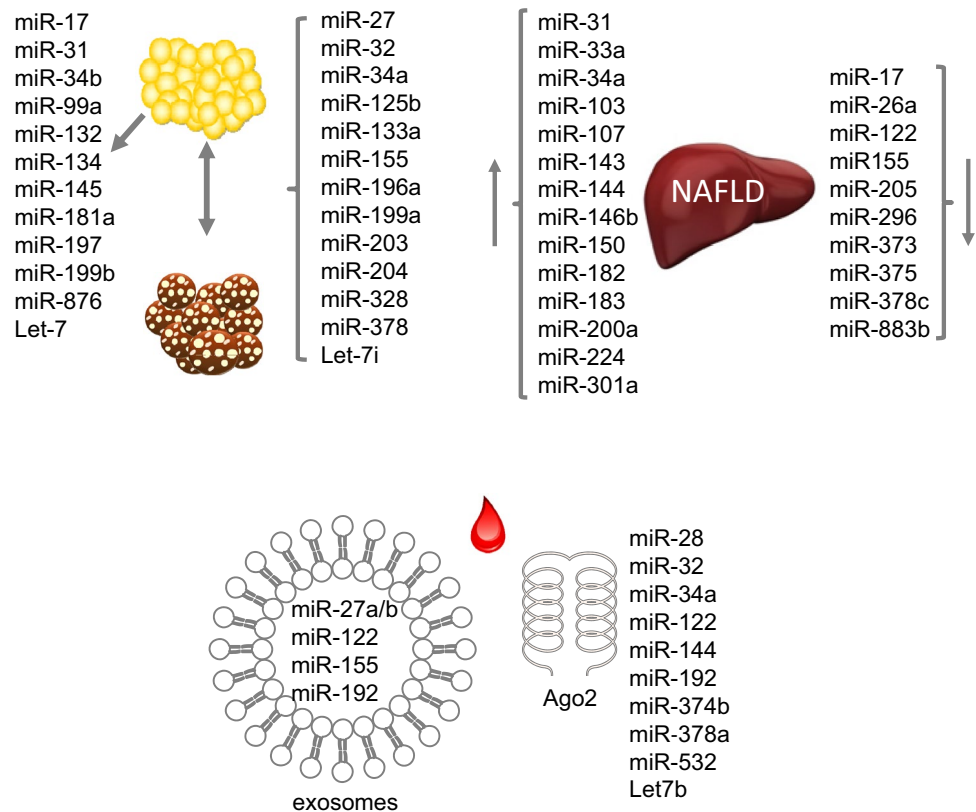 miR-17
miR-31
miR-34b
miR-99a
miR-132
miR-134
miR-145
miR-181a
miR-197
miR-199b
miR-876
Let-7
miR-27
miR-32
miR-34a
miR-125b
miR-133a
miR-155
miR-196a
miR-199a
miR-203
miR-204
miR-328
miR-378
Let-7i
miR-31
miR-33a
miR-34a
miR-103
miR-107
miR-143
miR-144
miR-146b
miR-150
miR-182
miR-183
miR-200a
miR-224
miR-301a
NAFLD
miR-17
miR-26a
miR-122
miR155
miR-205
miR-296
miR-373
miR-375
miR-378c
miR-883b
miR-27a/b
miR-122
miR-155
miR-192
exosomes
Ago2
miR-28
miR-32
miR-34a
miR-122
miR-144
miR-192
miR-374b
miR-378a
miR-532
Let7b